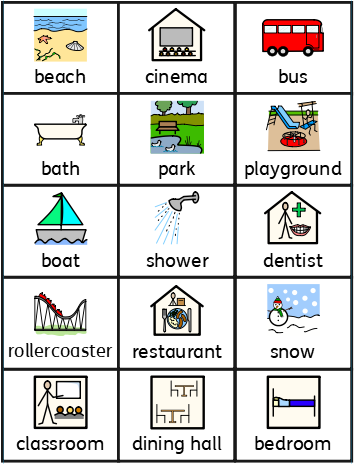 beach
cinema
bus
bath
park
playground
boat
shower
dentist
rollercoaster
restaurant
snow
classroom
dining hall
bedroom